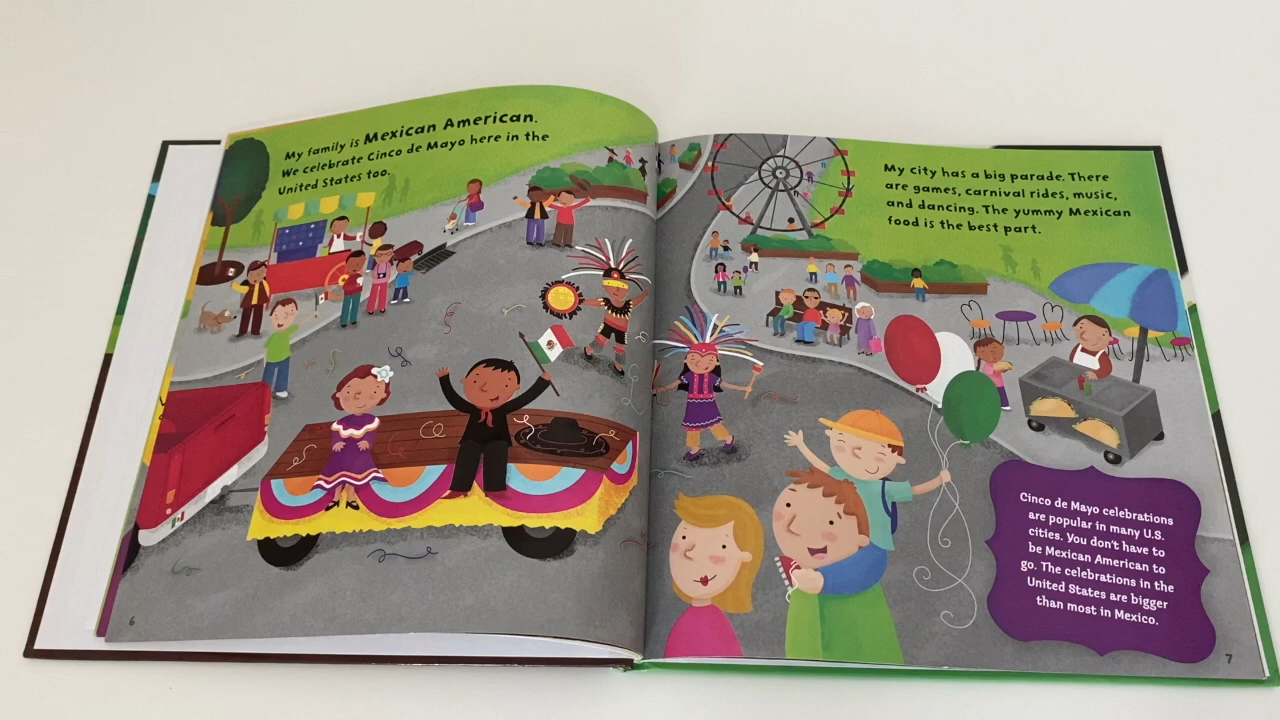 My family is Mexican American.
We celebrate Cinco de Mayo here in the
United States too.
6
My city has a big parade. There
are games, carnival rides, music,
and dancing. The yummy Mexican
food is the best part.
Cinco de Mayo celebrations
are popular in many U.S.
cities. You don't have to
be Mexican American to
go. The celebrations in the
United States are bigger
than most in Mexico.
7